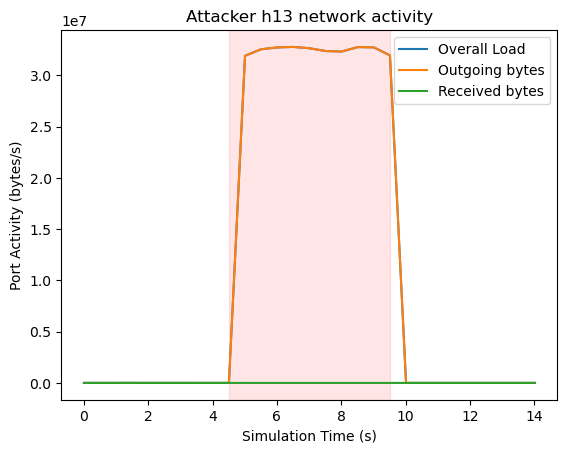 Attacker h13 network activity
1e7
Overall Load
Outgoing bytes
Received bytes
Port Activity (bytes/s)
3.0
2.5
2.0
1.5
1.0
0.5
0.0
0 2 4 6 8 10 12 14
Simulation Time (s)